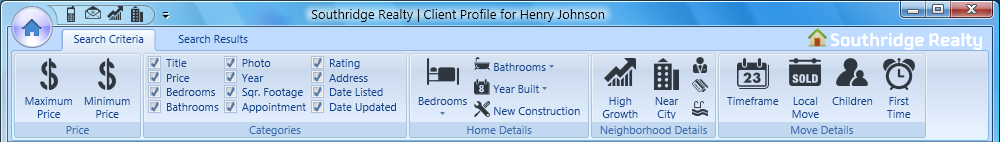 Southridge Realty | Client Profile for Henry Johnson
Search Criteria Search Results
Southridge Realty
Maximum Price
Minimum Price
Price
Title Photo Rating
Price Year Address
Bedrooms Sqr. Footage Date Listed
Bathrooms Appointment Date Updated
Categories
Bedrooms
Bathrooms
8 Year Built
New Construction
Home Details
High Growth
Near City
Neighborhood Details
23 Timeframe
SOLD Local Move
Children
First Time
Move Details